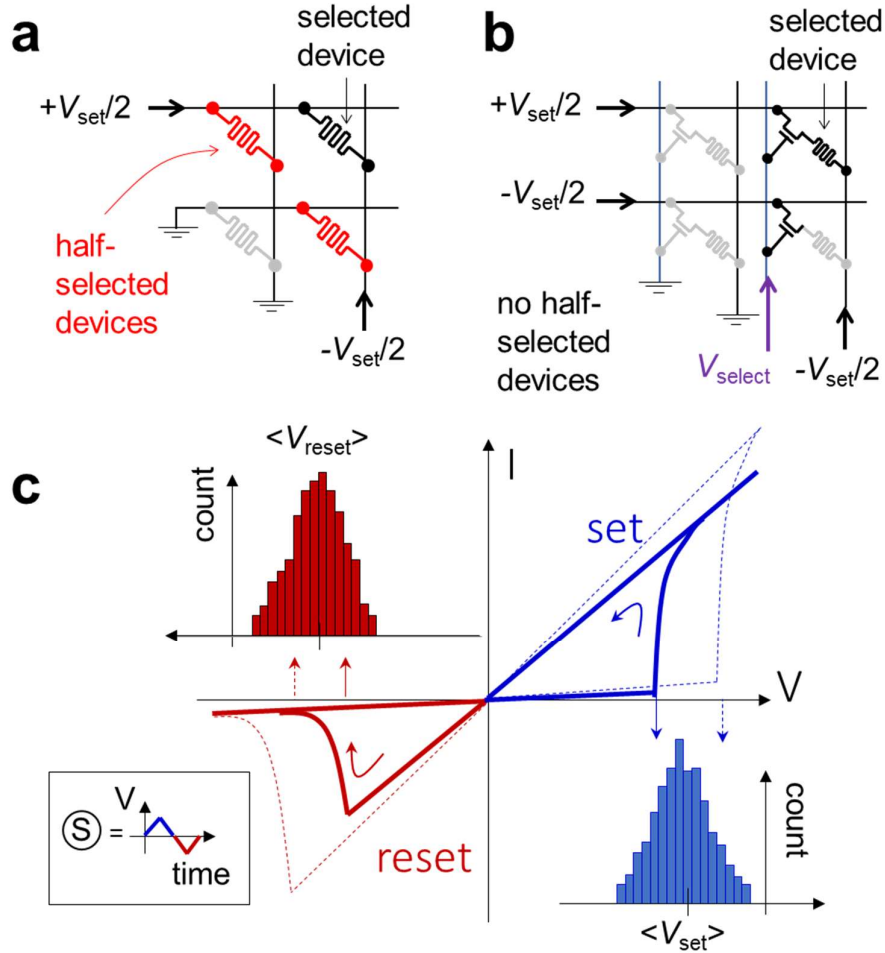 a
selected
device
+Vset/2
half-
selected
devices
-Vset/2
b
selected
device
+Vset/2
-Vset/2
no half-
selected
devices
Vselect
-Vset/2
c
<Vreset>
count
I
set
V
reset
S = V
time
count
<Vset>